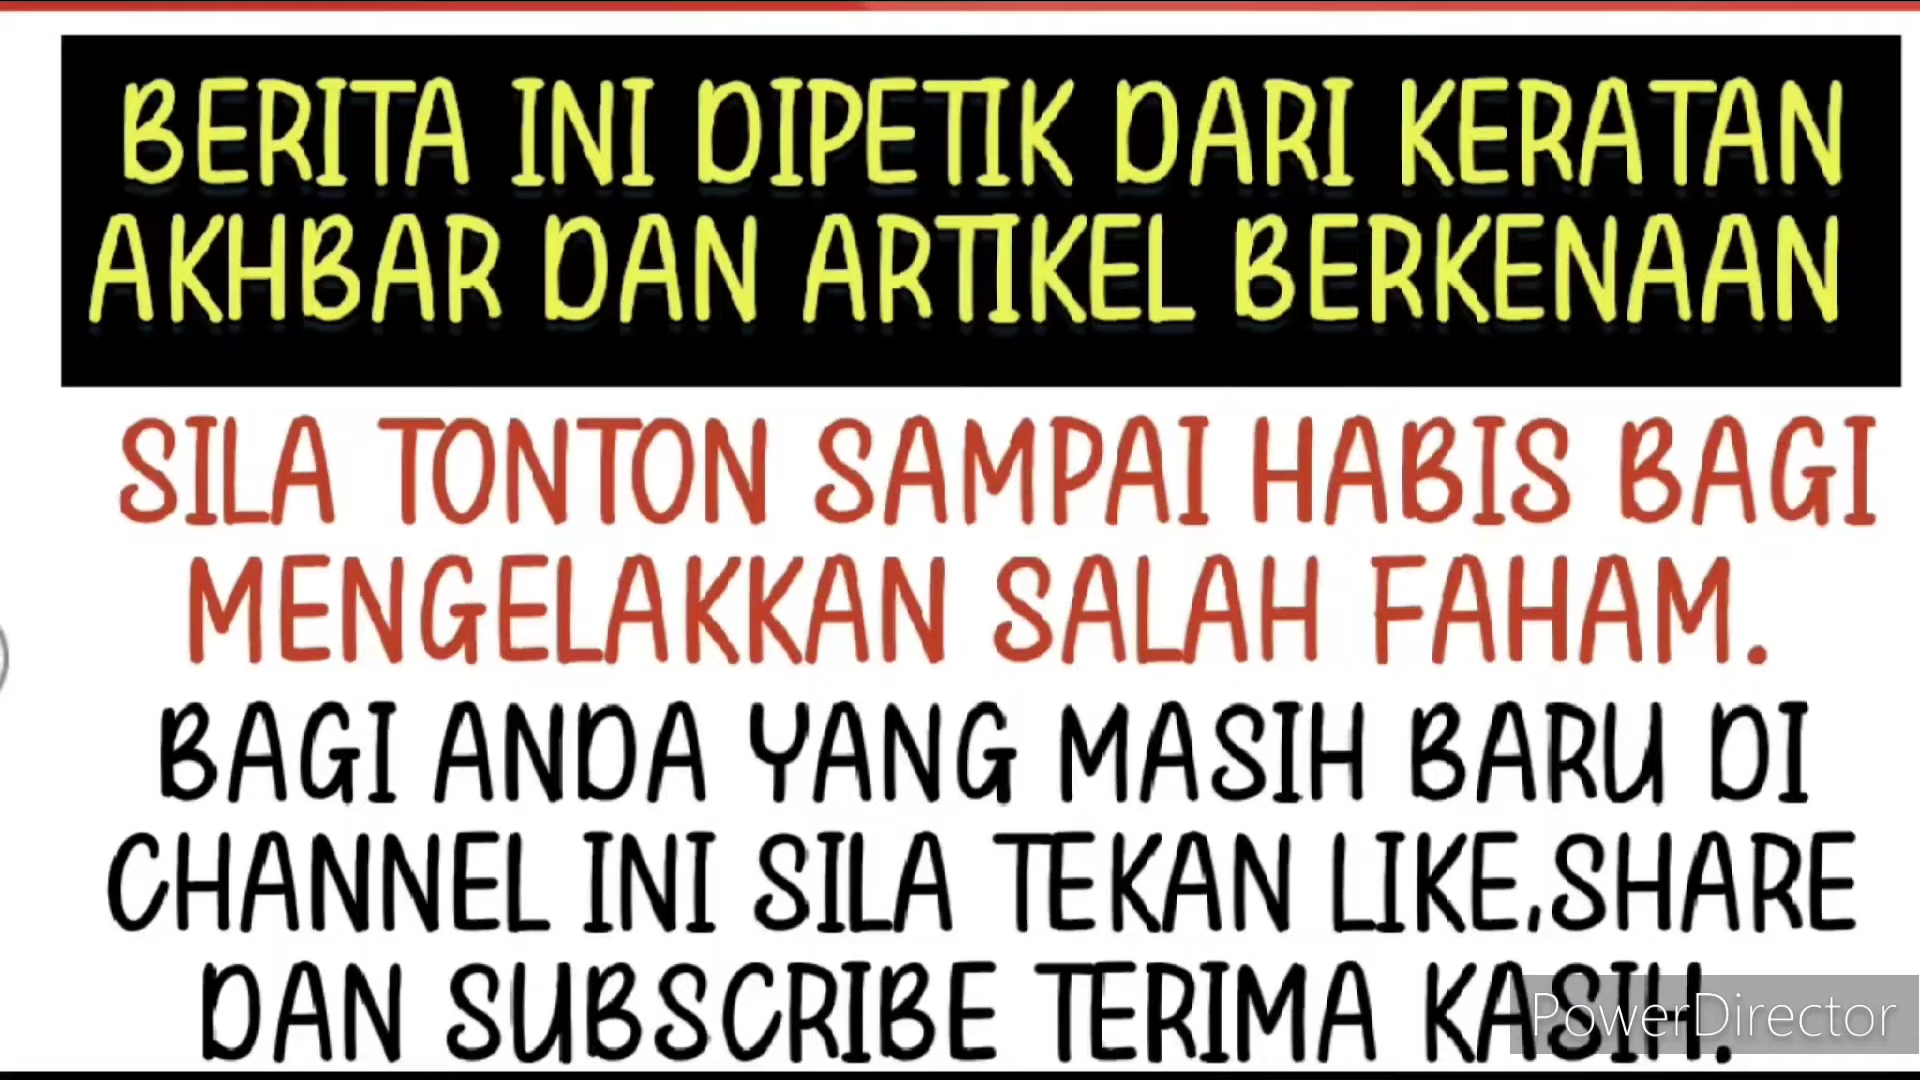 BERITA INI DIPETIK DARI KERATAN
AKHBAR DAN ARTIKEL BERKENAAN
SILA TONTON SAMPAI HABIS BAGI
MENGELAKKAN SALAH FAHAM.
BAGI ANDA YANG MASIH BARU DI
CHANNEL INI SILA TEKAN LIKE,SHARE
DAN SUBSCRIBE TERIMA KASIH.
PowerDirector